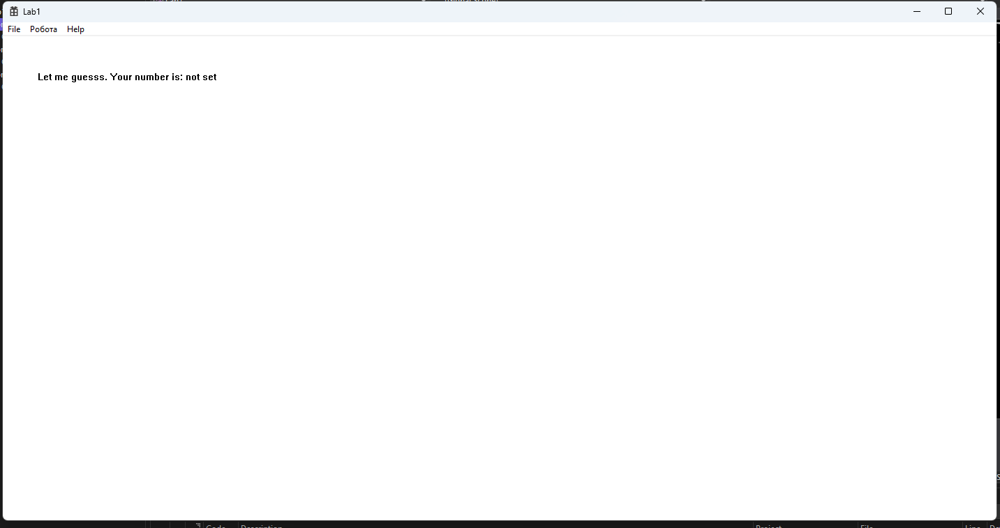 Lab1
File Робота Help
Let me guesss. Your number is: not set